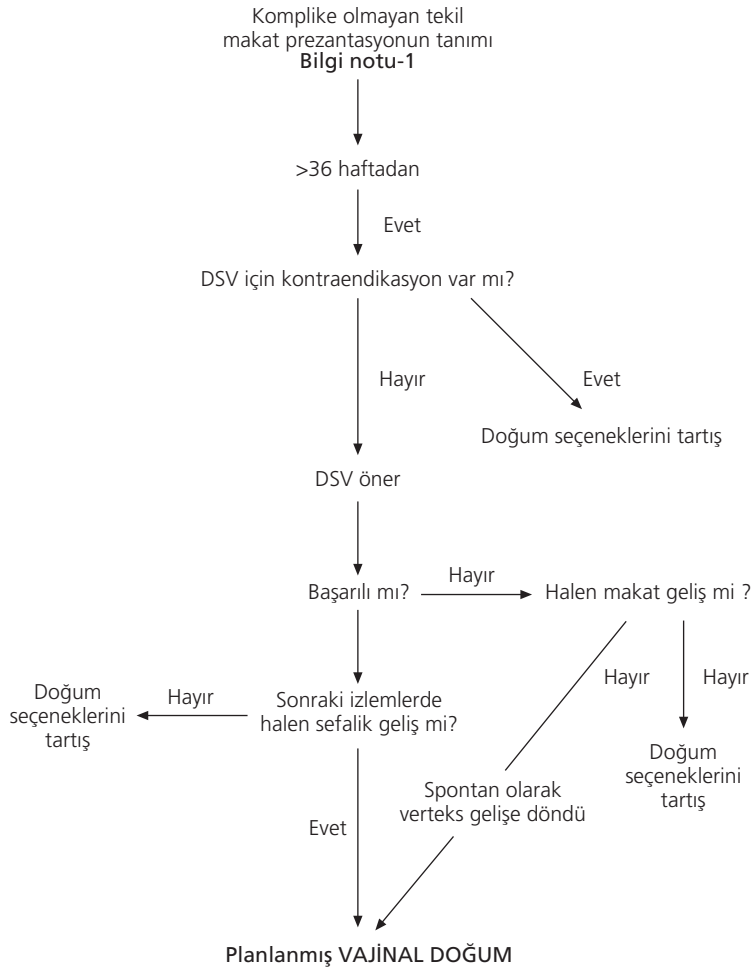 Komplike olmayan tekil
makat prezantasyonun tanımı
Bilgi notu-1
>36 haftadan
Evet
DSV için kontraendikasyon var mı?
Hayır
Evet
Doğum seçeneklerini tartış
DSV öner
Başarılı mı?
Hayır
Halen makat geliş mi ?
Hayır
Hayır
Doğum
seçeneklerini
tartış
Hayır
Sonraki izlemlerde
halen sefalik geliş mi?
Doğum
seçeneklerini
tartış
Spontan olarak
verteks gelişe döndü
Evet
Planlanmış VAJİNAL DOĞUM